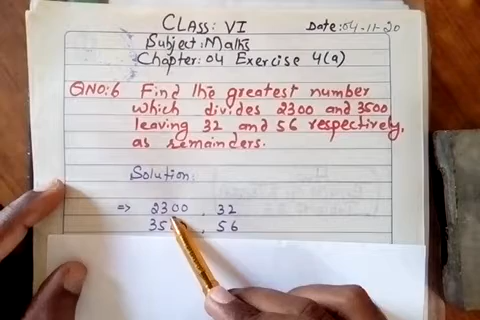 CLASS: VI
Date: 04-11-20
Subject: Maths
Chapter: 04 Exercise 4(a)
QNO:6 Find the greatest number
which divides 2300 and 3500
leaving 32 and 56 respectively,
as remainders.
Solution:
⇒ 2300, 32
3500, 56